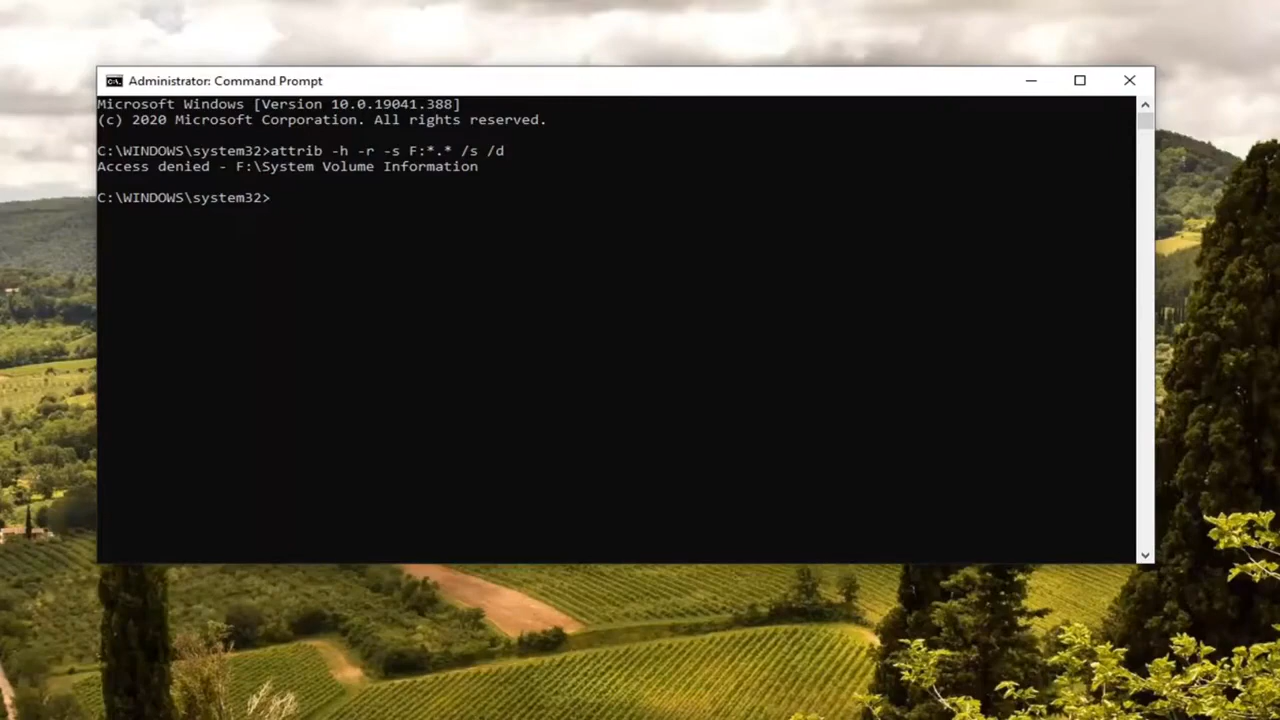 Administrator: Command Prompt
Microsoft Windows [Version 10.0.19041.388]
(c) 2020 Microsoft Corporation. All rights reserved.
C:\WINDOWS\system32>attrib -h -r -s F:*.* /s /d
Access denied - F:\System Volume Information
C:\WINDOWS\system32>